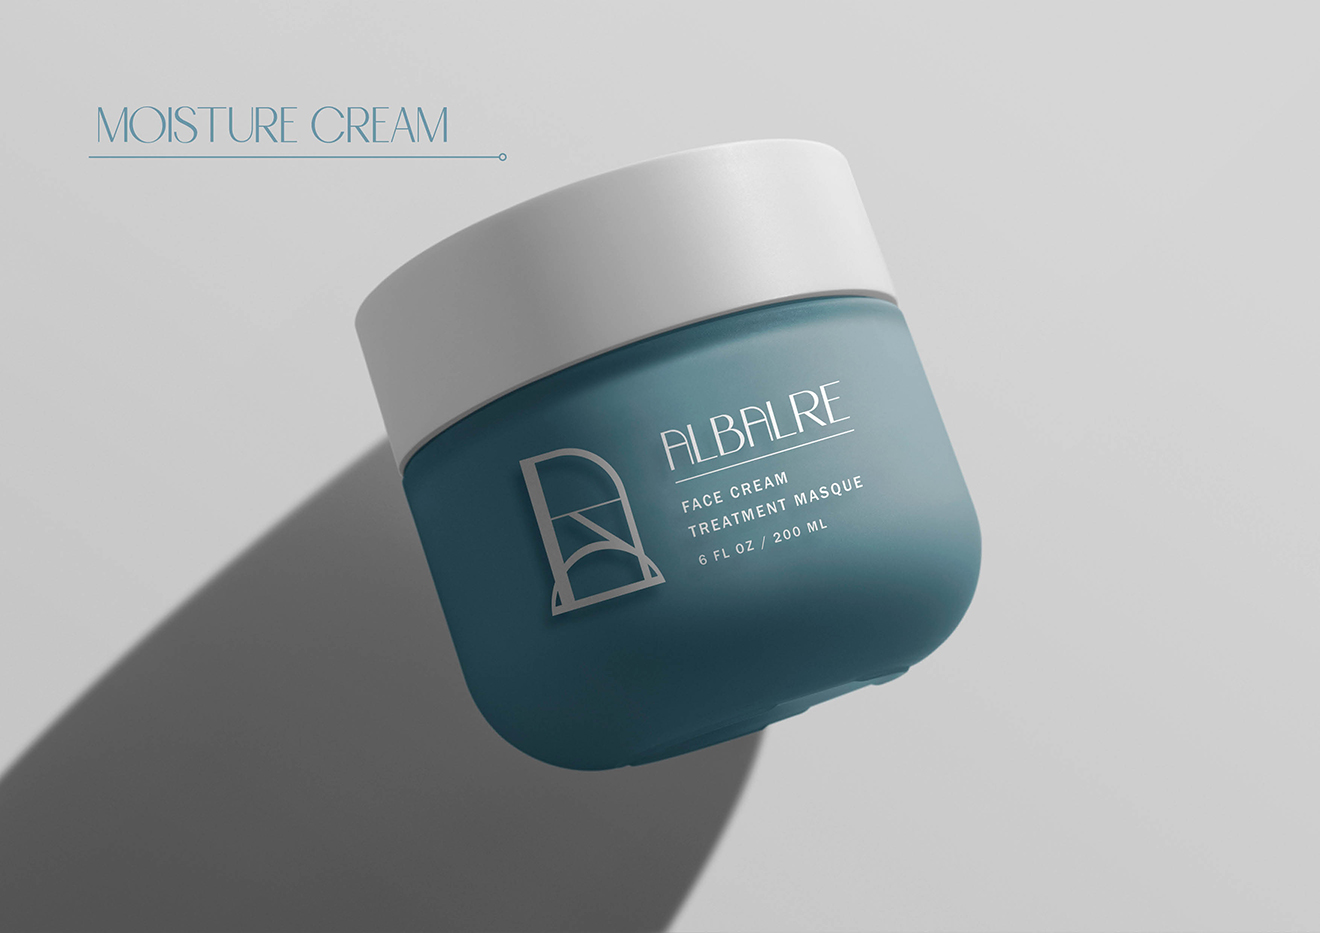 MOISTURE CREAM
ALBALRE
FACE CREAM
TREATMENT MASQUE
6 FL OZ / 200 ML